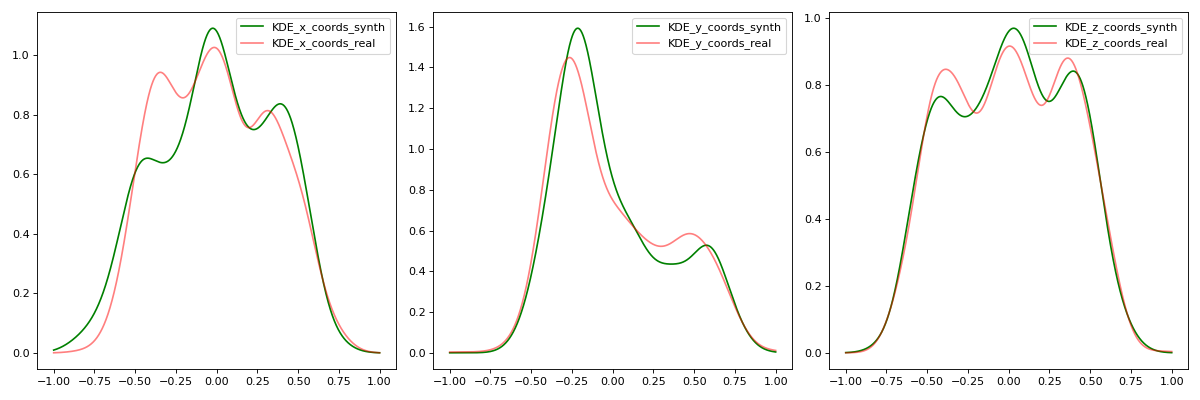 KDE_x_coords_synth
KDE_x_coords_real
1.0
0.8
0.6
0.4
0.2
0.0
−1.00 −0.75 −0.50 −0.25 0.00 0.25 0.50 0.75 1.00
KDE_y_coords_synth
KDE_y_coords_real
1.6
1.4
1.2
1.0
0.8
0.6
0.4
0.2
0.0
−1.00 −0.75 −0.50 −0.25 0.00 0.25 0.50 0.75 1.00
KDE_z_coords_synth
KDE_z_coords_real
1.0
0.8
0.6
0.4
0.2
0.0
−1.00 −0.75 −0.50 −0.25 0.00 0.25 0.50 0.75 1.00